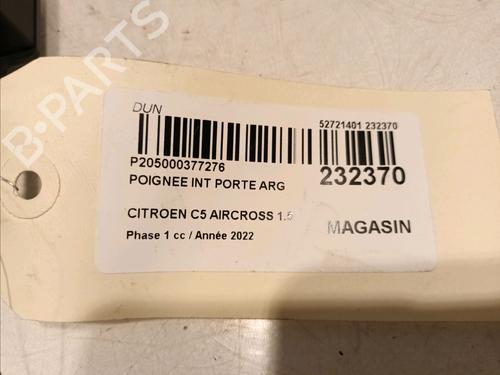 DUN
52721401 232370
P205000377276
POIGNEE INT PORTE ARG
232370
CITROEN C5 AIRCROSS 1.5
MAGASIN
Phase 1 cc / Année 2022
B-PARTS